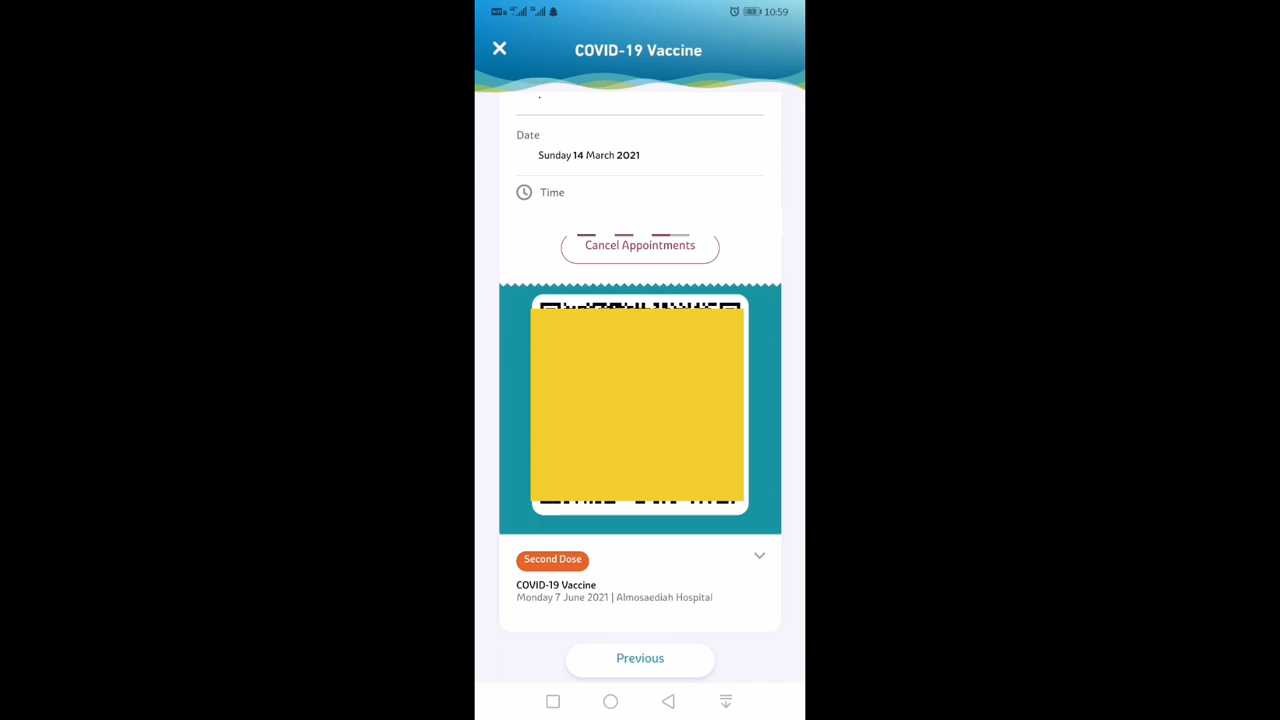 10:59
COVID-19 Vaccine
Date
Sunday 14 March 2021
Time
Cancel Appointments
Second Dose
COVID-19 Vaccine
Monday 7 June 2021 | Almosaediah Hospital
Previous